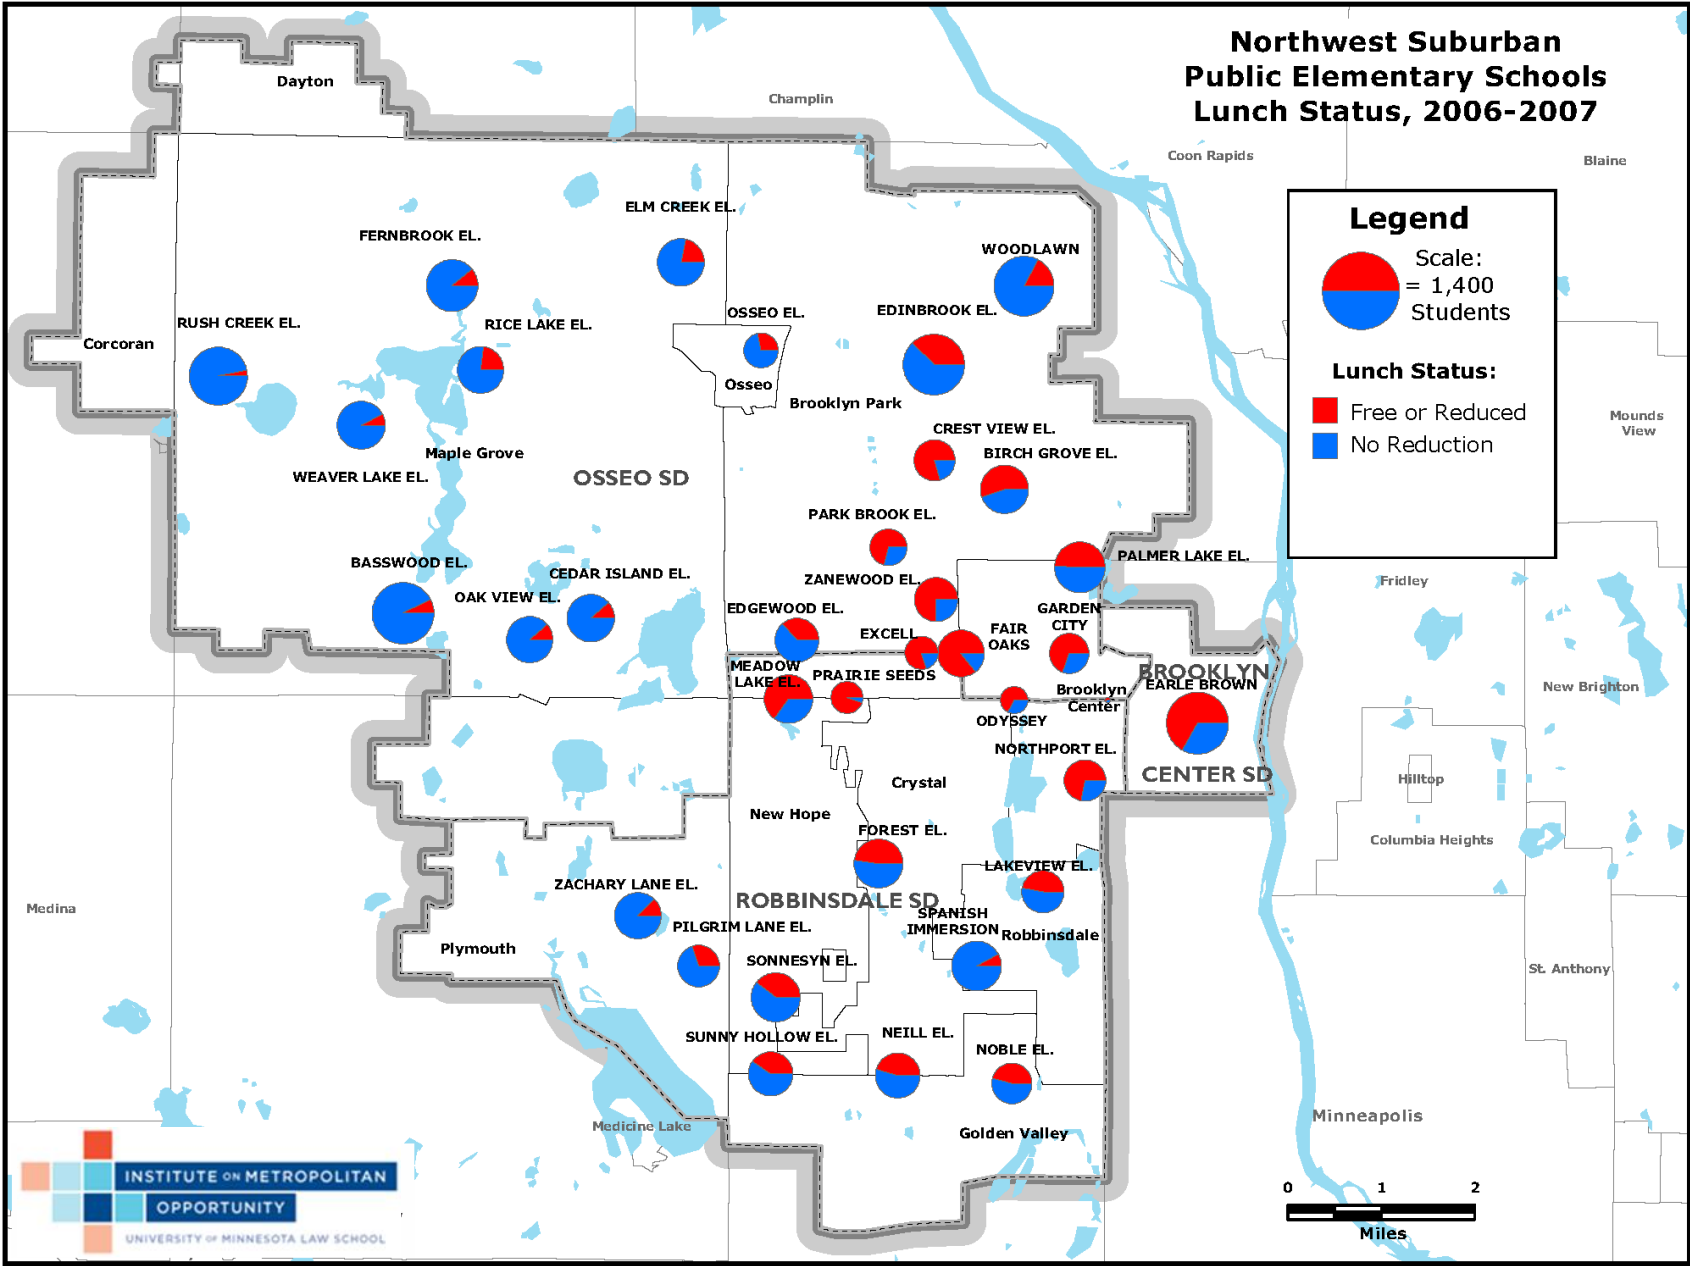 Northwest Suburban
Public Elementary Schools
Lunch Status, 2006-2007
Dayton
Champlin
Coon Rapids
Blaine
Legend
Scale:
= 1,400
Students
Lunch Status:
Free or Reduced
No Reduction
ELM CREEK EL.
FERNBROOK EL.
WOODLAWN
EDINBROOK EL.
OSSEO EL.
RUSH CREEK EL.
RICE LAKE EL.
Corcoran
Osseo
Brooklyn Park
Mounds
View
CREST VIEW EL.
BIRCH GROVE EL.
Maple Grove
WEAVER LAKE EL.
OSSEO SD
PARK BROOK EL.
PALMER LAKE EL.
BASSWOOD EL.
CEDAR ISLAND EL.
ZANEWOOD EL.
Fridley
OAK VIEW EL.
EDGEWOOD EL.
GARDEN
CITY
EXCELL
FAIR
OAKS
MEADOW
LAKE EL.
PRAIRIE SEEDS
BROOKLYN
EARLE BROWN
New Brighton
Brooklyn
Center
ODYSSEY
NORTHPORT EL.
CENTER SD
Hilltop
Crystal
New Hope
FOREST EL.
Columbia Heights
LAKEVIEW EL.
ZACHARY LANE EL.
ROBBINSDALE SD
Medina
SPANISH
IMMERSION
Robbinsdale
PILGRIM LANE EL.
Plymouth
SONNESYN EL.
St. Anthony
SUNNY HOLLOW EL.
NEILL EL.
NOBLE EL.
Medicine Lake
Golden Valley
Minneapolis
INSTITUTE ON METROPOLITAN
OPPORTUNITY
UNIVERSITY OF MINNESOTA LAW SCHOOL
0 1 2
Miles